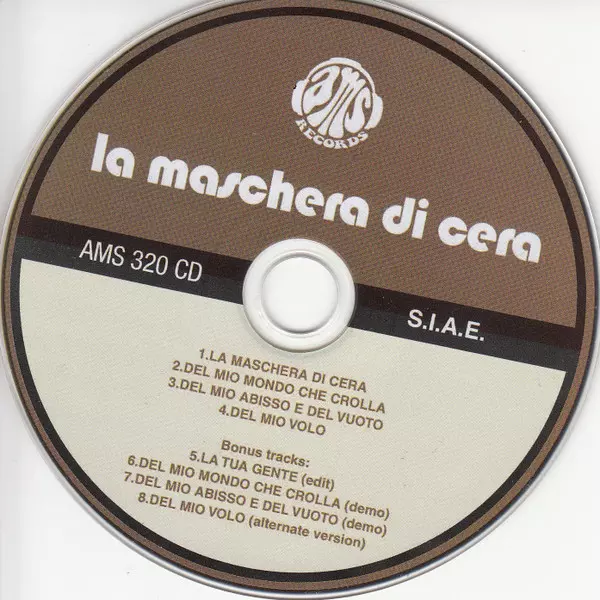 ams
RECORDS
la maschera di cera
AMS 320 CD
S.I.A.E.
1.LA MASCHERA DI CERA
2.DEL MIO MONDO CHE CROLLA
3.DEL MIO ABISSO E DEL VUOTO
4.DEL MIO VOLO
Bonus tracks:
5.LA TUA GENTE (edit)
6.DEL MIO MONDO CHE CROLLA (demo)
7.DEL MIO ABISSO E DEL VUOTO (demo)
8.DEL MIO VOLO (alternate version)